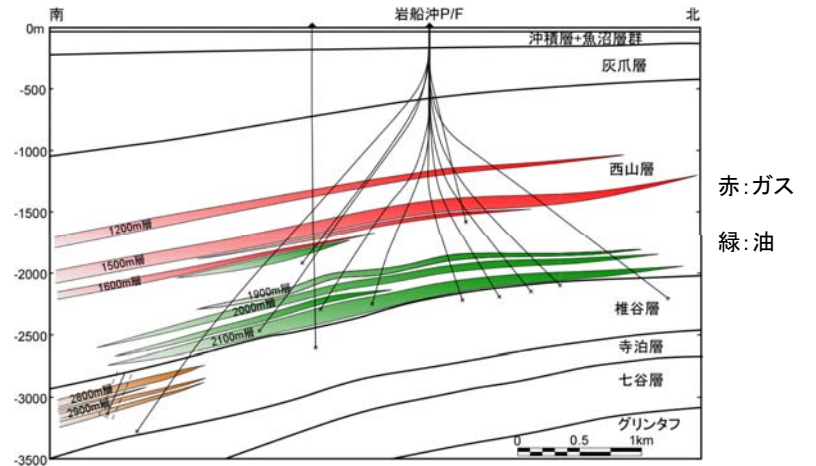 南
岩船沖P/F
北
0m
沖積層+魚沼層群
灰爪層
-500
-1000
西山層
赤：ガス
1200m層
-1500
緑：油
1500m層
1600m層
-2000
1900m層
2000m層
椎谷層
2100m層
-2500
寺泊層
七谷層
2800m層
-3000
2900m層
グリンタフ
0 0.5 1km
-3500